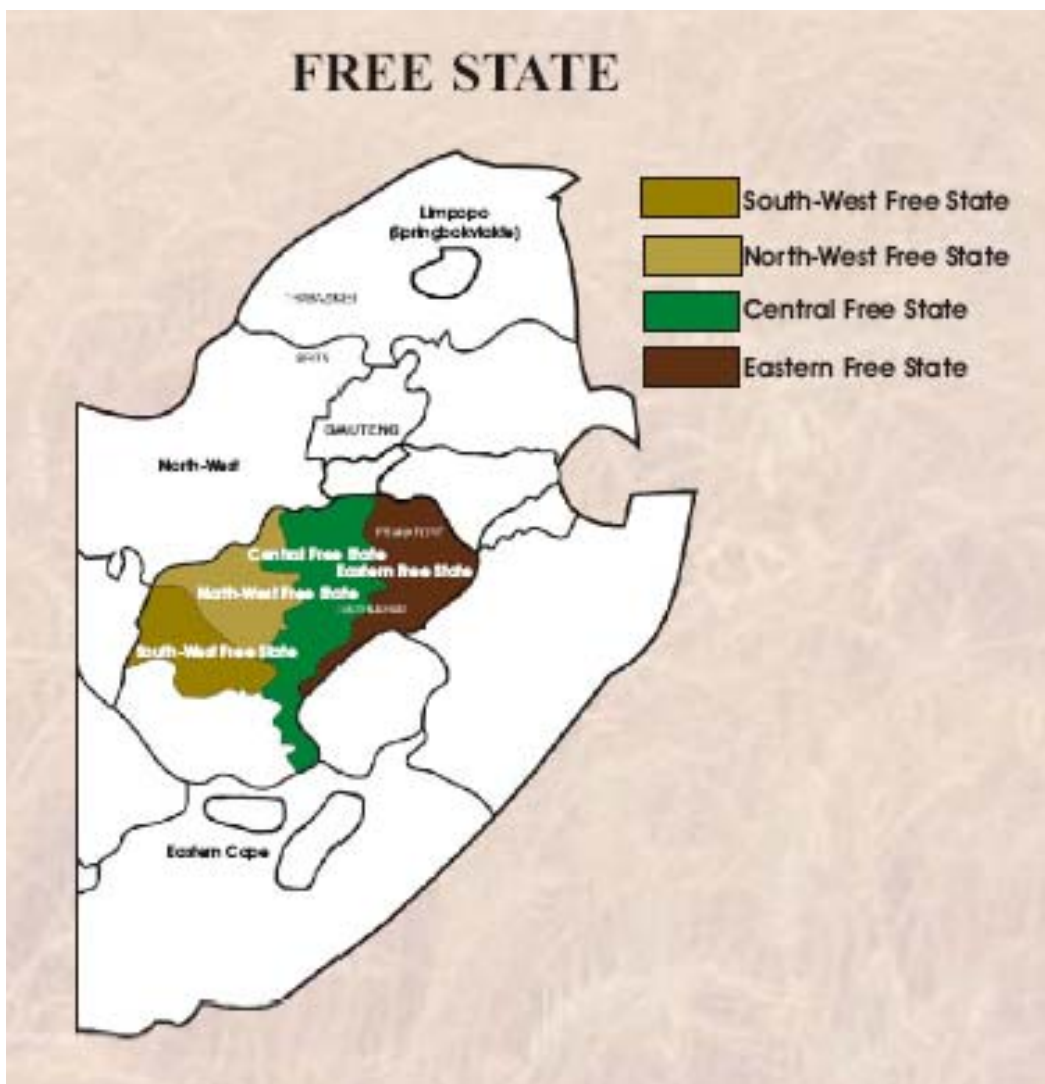 FREE STATE
South-West Free State
North-West Free State
Central Free State
Eastern Free State
Limpopo
(Springbokvlakte)
BRITS
GAUTENG
North-West
Central Free State
Eastern Free State
North-West Free State
South-West Free State
Eastern Cape